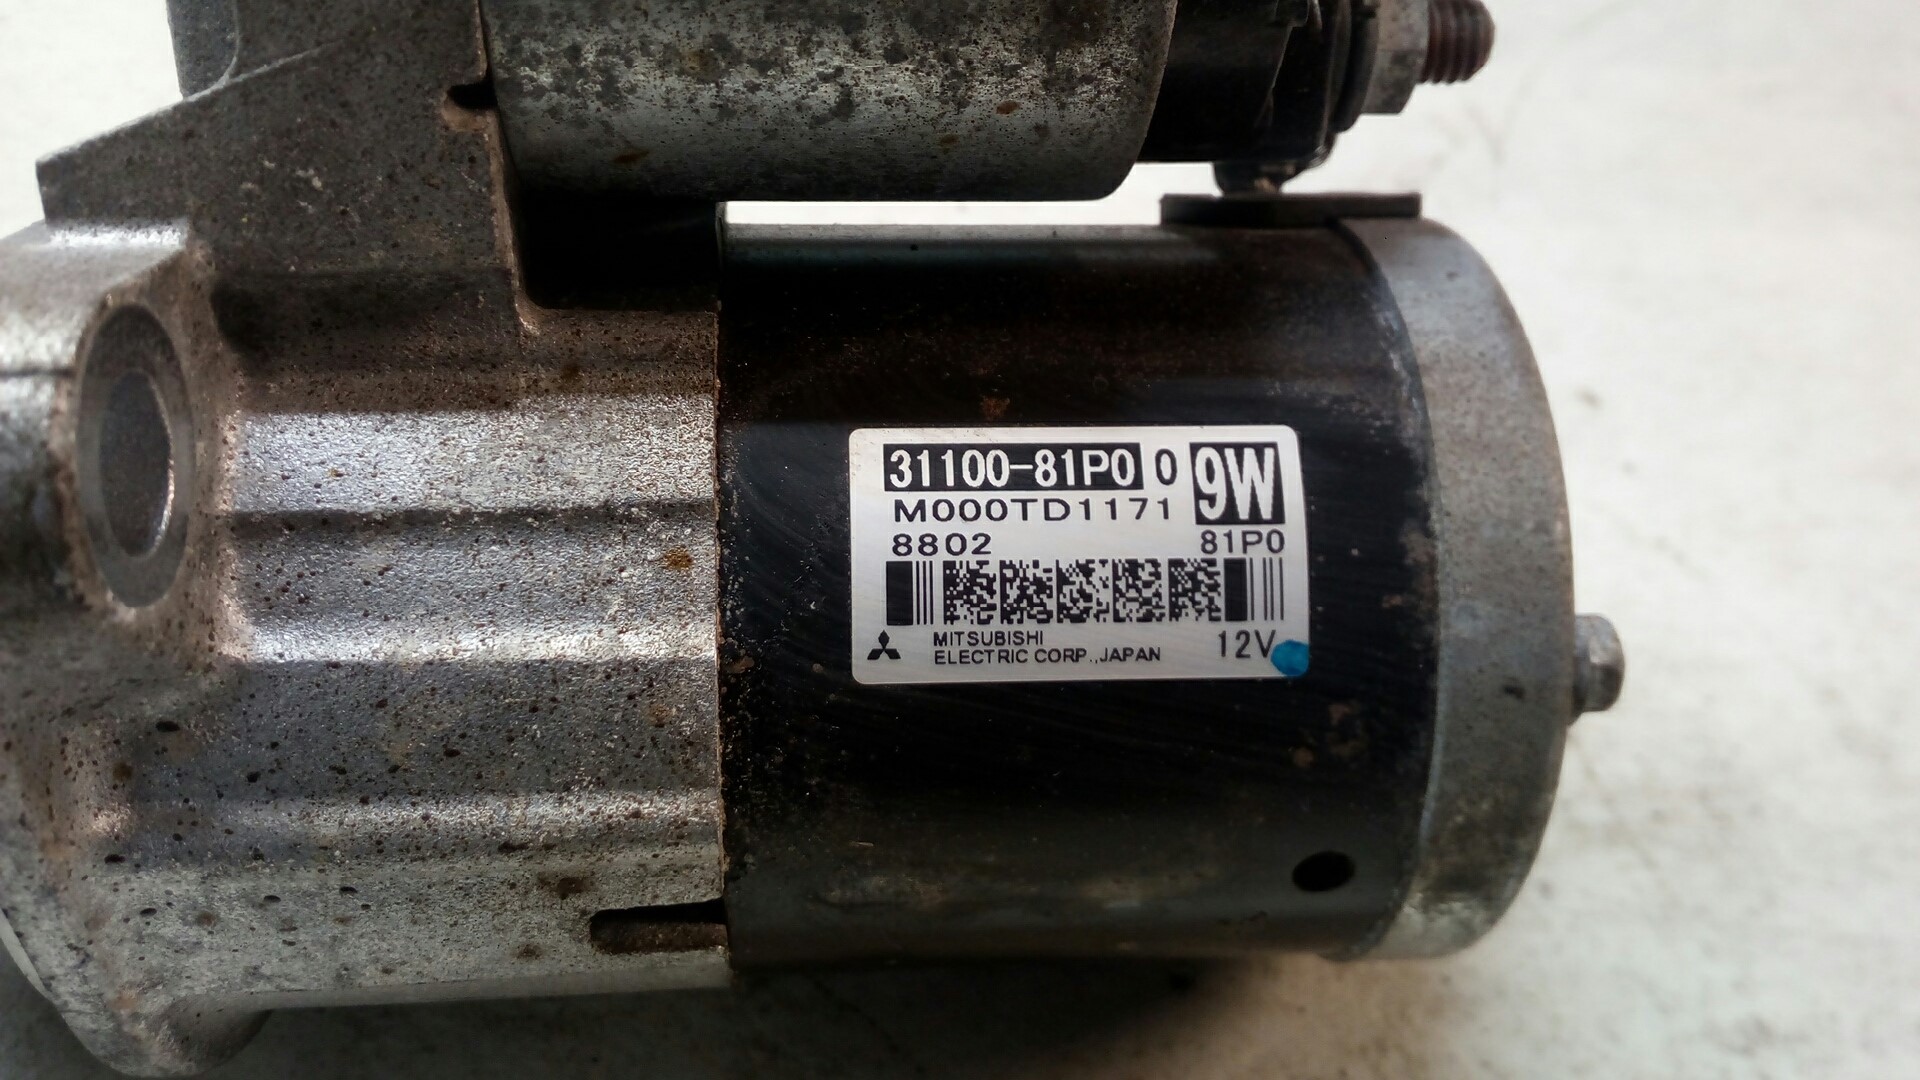 31100-81P0 0 9W
M000TD1171
8802 81P0
MITSUBISHI
ELECTRIC CORP.,JAPAN 12V